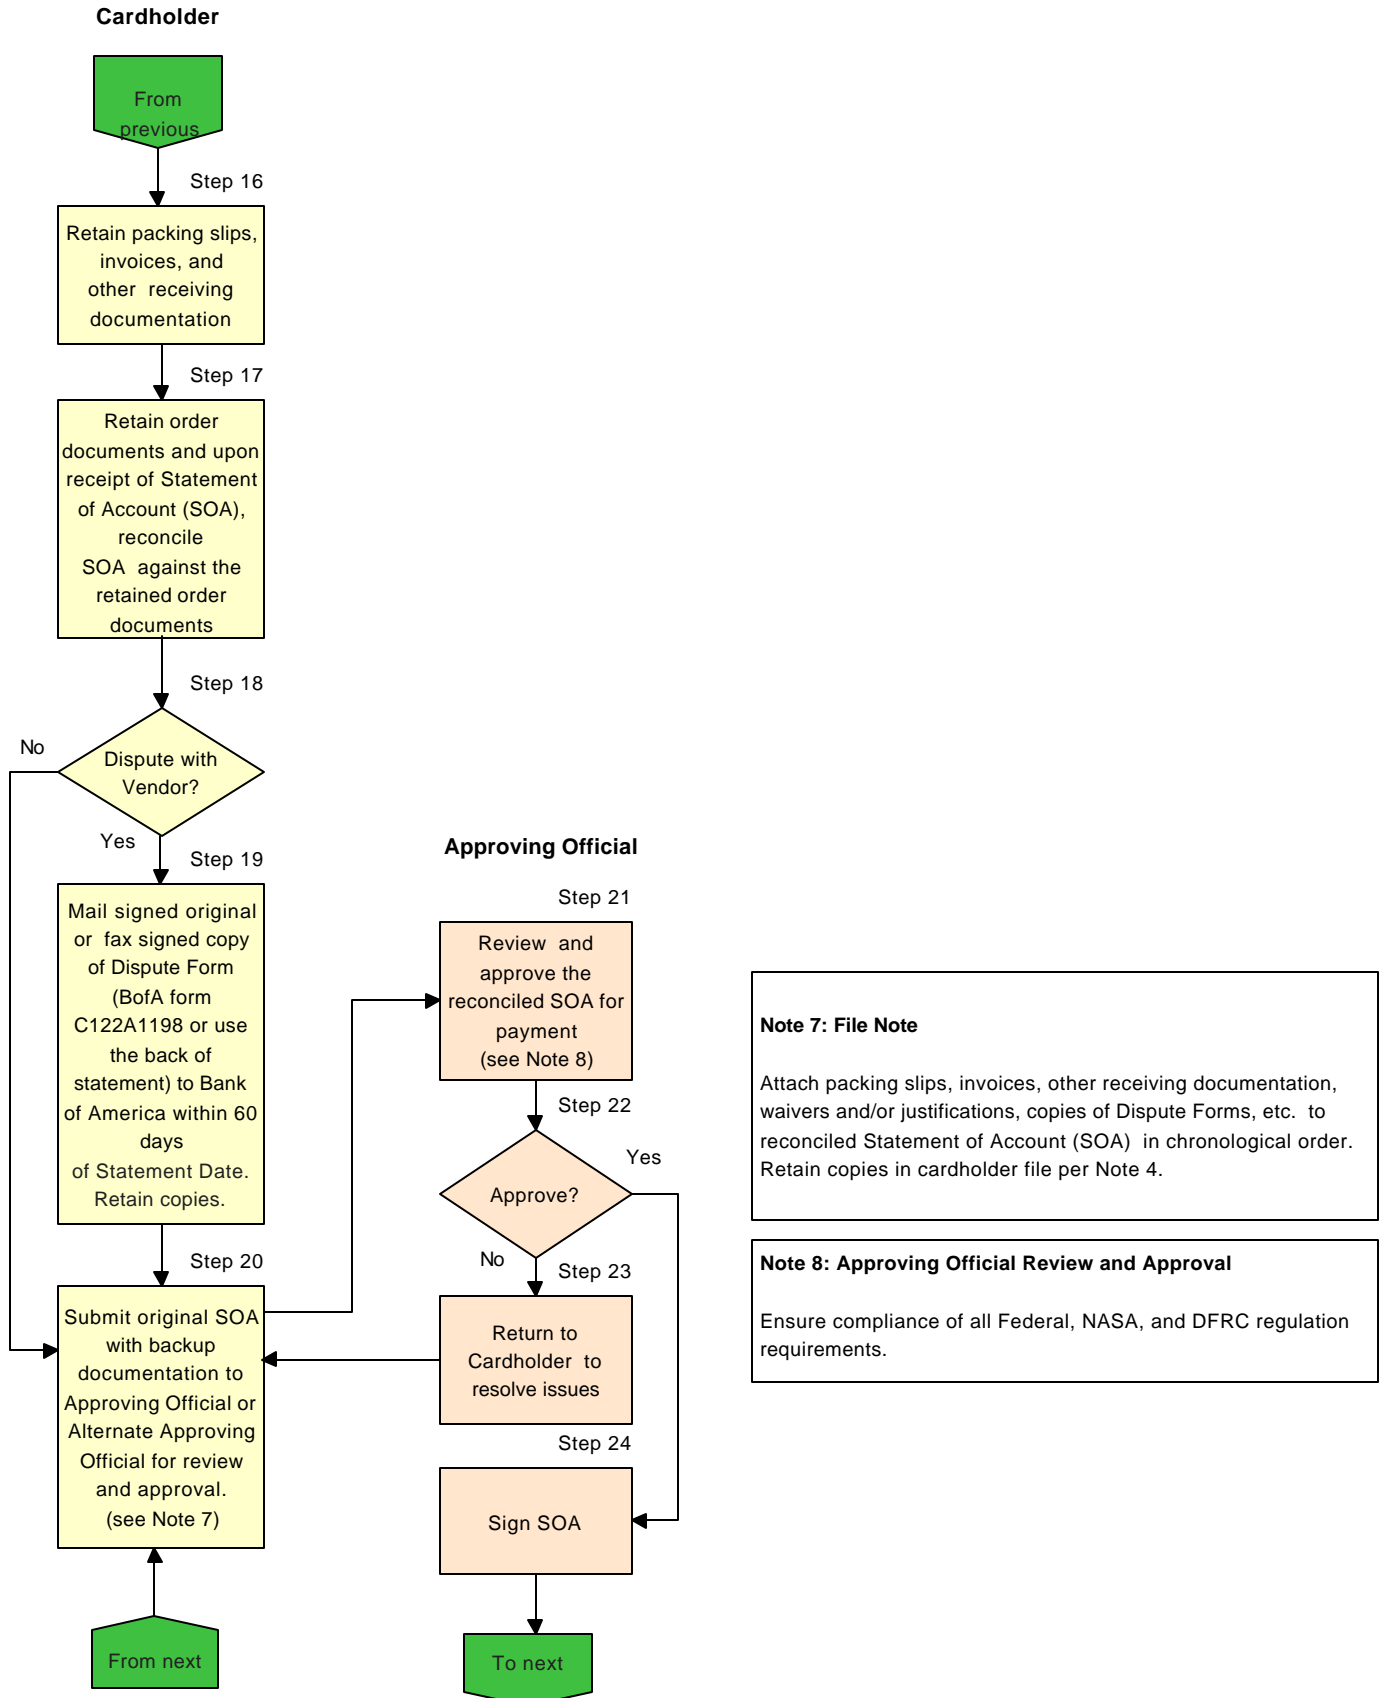 Cardholder
From
previous
Step 16
Retain packing slips,
invoices, and
other receiving
documentation
Step 17
Retain order
documents and upon
receipt of Statement
of Account (SOA),
reconcile
SOA against the
retained order
documents
Step 18
No
Dispute with
Vendor?
Yes
Step 19
Mail signed original
or fax signed copy
of Dispute Form
(BofA form
C122A1198 or use
the back of
statement) to Bank
of America within 60
days
of Statement Date.
Retain copies.
Step 20
Submit original SOA
with backup
documentation to
Approving Official or
Alternate Approving
Official for review
and approval.
(see Note 7)
From next
Approving Official
Step 21
Review and
approve the
reconciled SOA for
payment
(see Note 8)
Step 22
Yes
Approve?
No
Step 23
Return to
Cardholder to
resolve issues
Step 24
Sign SOA
To next
Note 7: File Note
Attach packing slips, invoices, other receiving documentation,
waivers and/or justifications, copies of Dispute Forms, etc. to
reconciled Statement of Account (SOA) in chronological order.
Retain copies in cardholder file per Note 4.
Note 8: Approving Official Review and Approval
Ensure compliance of all Federal, NASA, and DFRC regulation
requirements.